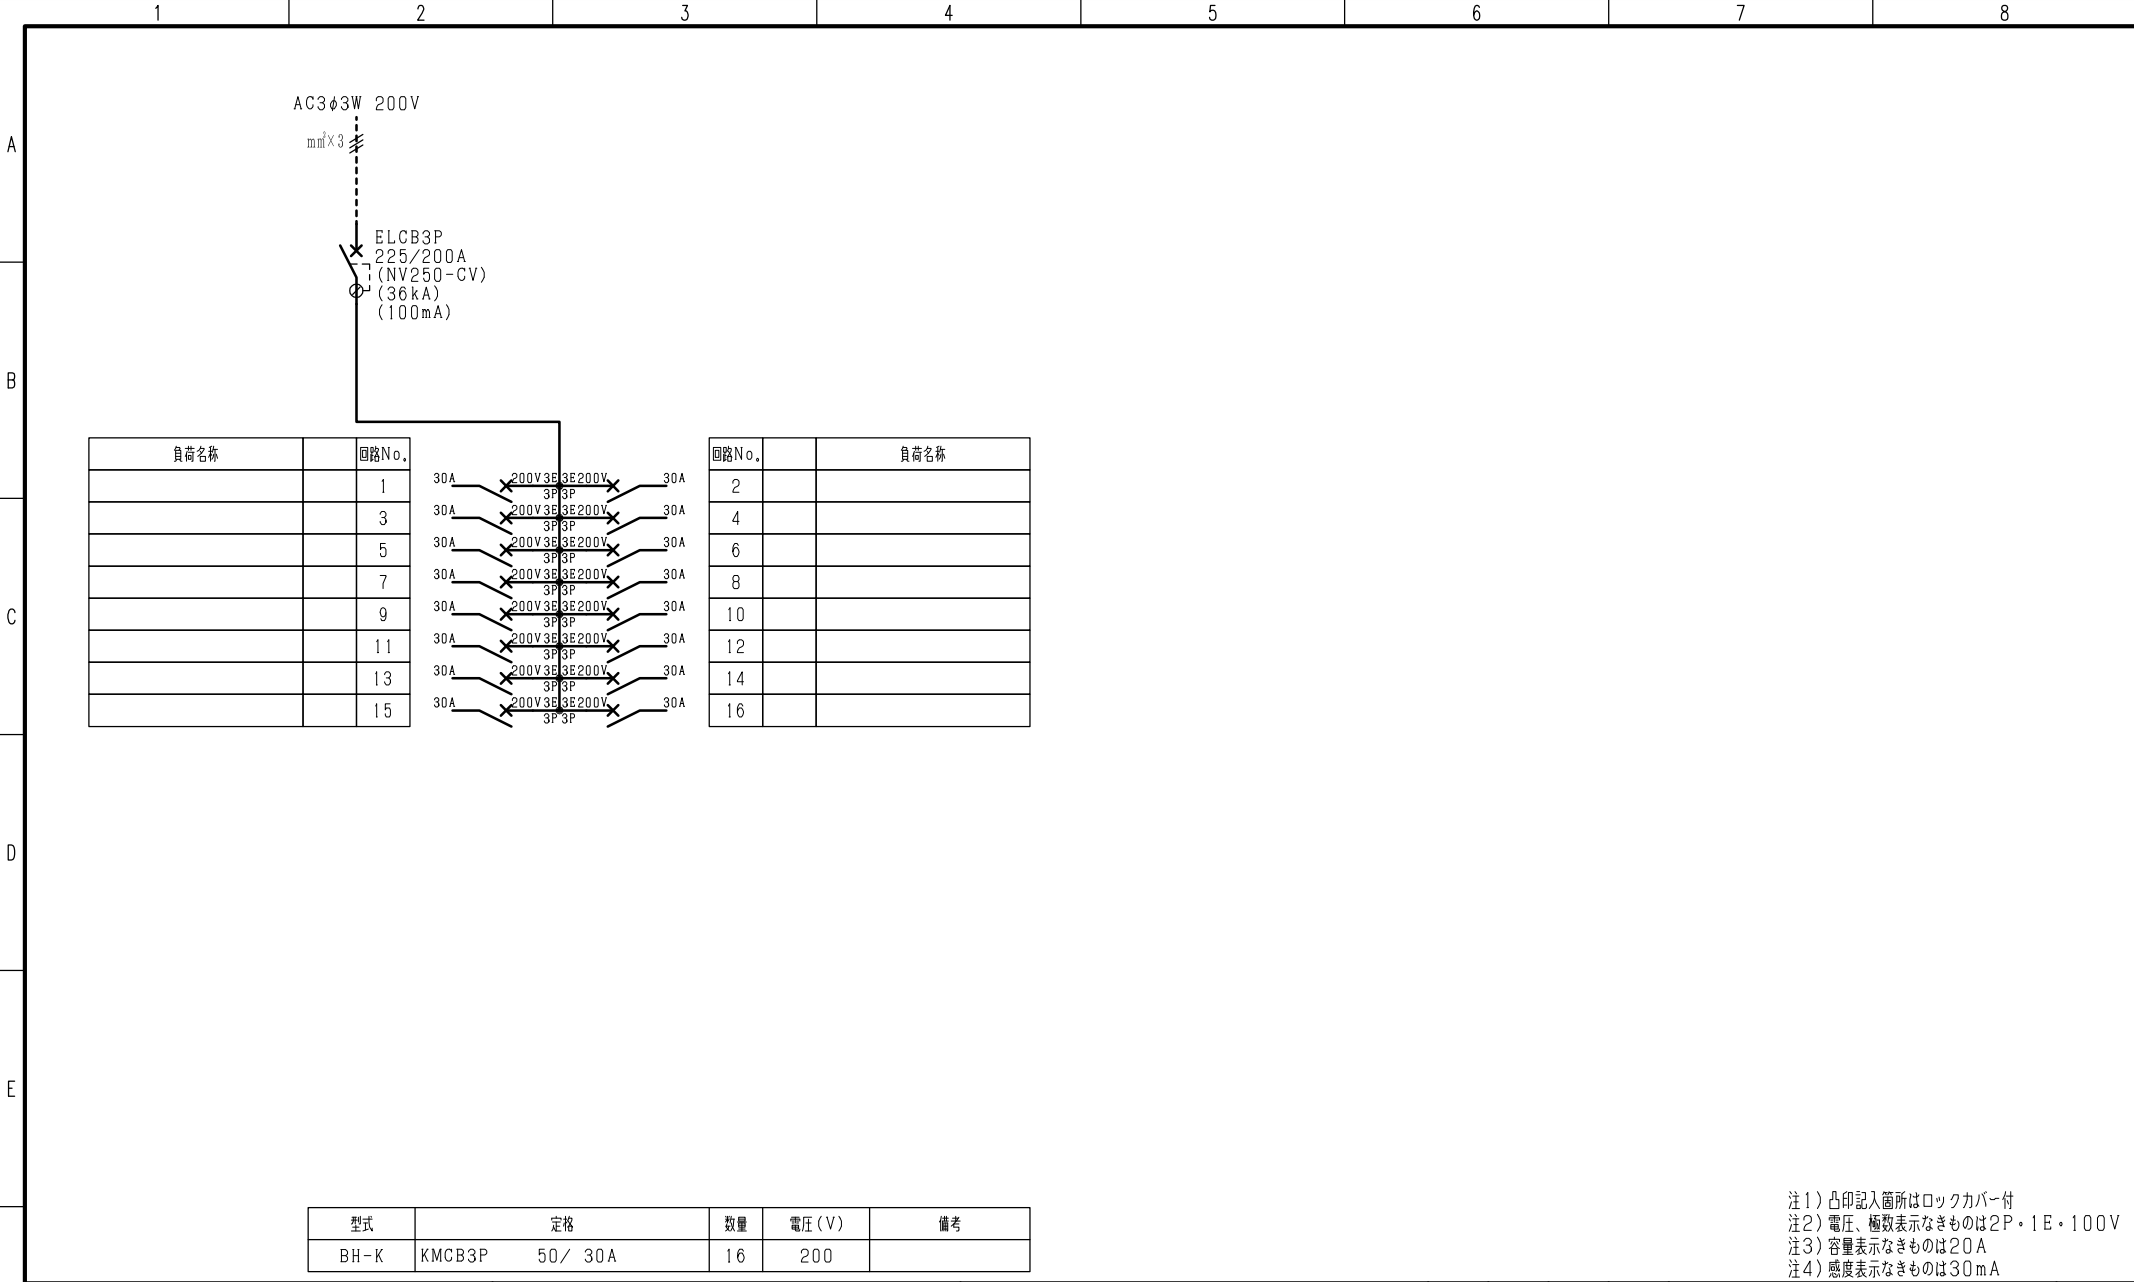 1 2 3 4 5 6 7 8
AC3φ3W 200V
A
mm²×3
ELCB3P
225/200A
(NV250-CV)
(36kA)
(100mA)
B
負荷名称 回路No. 回路No. 負荷名称
1 30A 200V3E 3E200V 30A 2
3P 3P
3 30A 200V3E 3E200V 30A 4
3P 3P
5 30A 200V3E 3E200V 30A 6
3P 3P
7 30A 200V3E 3E200V 30A 8
3P 3P
C
9 30A 200V3E 3E200V 30A 10
3P 3P
11 30A 200V3E 3E200V 30A 12
3P 3P
13 30A 200V3E 3E200V 30A 14
3P 3P
15 30A 200V3E 3E200V 30A 16
3P 3P
D
E
型式 定格 数量 電圧(V) 備考
BH-K KMCB3P 50/ 30A 16 200
注1)凸印記入箇所はロックカバー付
注2)電圧、極数表示なきものは2P・1E・100V
注3)容量表示なきものは20A
注4)感度表示なきものは30mA